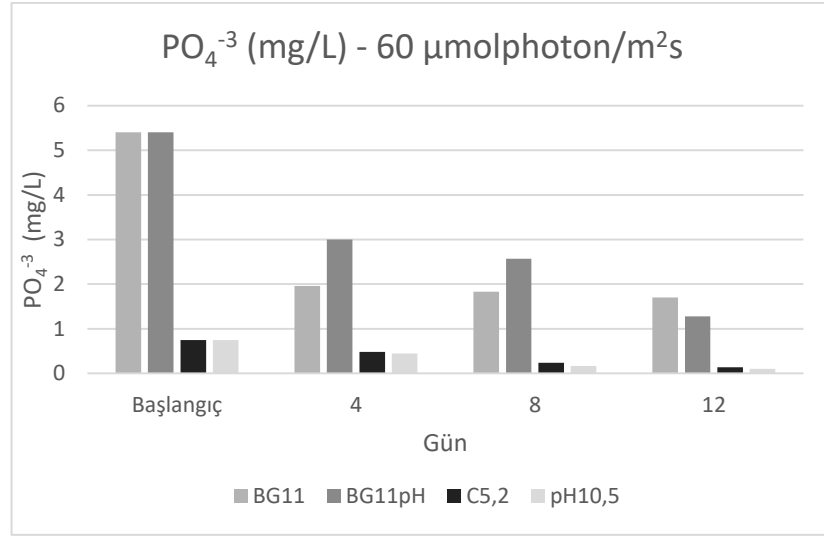 PO₄⁻³ (mg/L) - 60 µmolphoton/m²s
PO₄⁻³ (mg/L)
6
5
4
3
2
1
0
Başlangıç 4 8 12
Gün
BG11 BG11pH C5,2 pH10,5